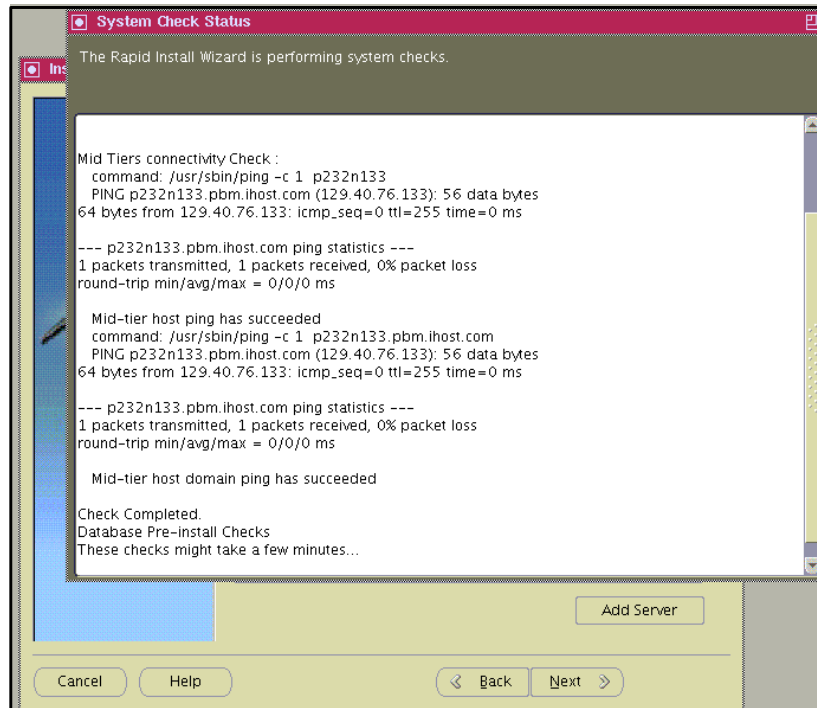 System Check Status
The Rapid Install Wizard is performing system checks.
Ins
Mid Tiers connectivity Check :
command: /usr/sbin/ping -c 1 p232n133
PING p232n133.pbm.ihost.com (129.40.76.133): 56 data bytes
64 bytes from 129.40.76.133: icmp_seq=0 ttl=255 time=0 ms
--- p232n133.pbm.ihost.com ping statistics ---
1 packets transmitted, 1 packets received, 0% packet loss
round-trip min/avg/max = 0/0/0 ms
Mid-tier host ping has succeeded
command: /usr/sbin/ping -c 1 p232n133.pbm.ihost.com
PING p232n133.pbm.ihost.com (129.40.76.133): 56 data bytes
64 bytes from 129.40.76.133: icmp_seq=0 ttl=255 time=0 ms
--- p232n133.pbm.ihost.com ping statistics ---
1 packets transmitted, 1 packets received, 0% packet loss
round-trip min/avg/max = 0/0/0 ms
Mid-tier host domain ping has succeeded
Check Completed.
Database Pre-install Checks
These checks might take a few minutes...
Add Server
Cancel Help Back Next